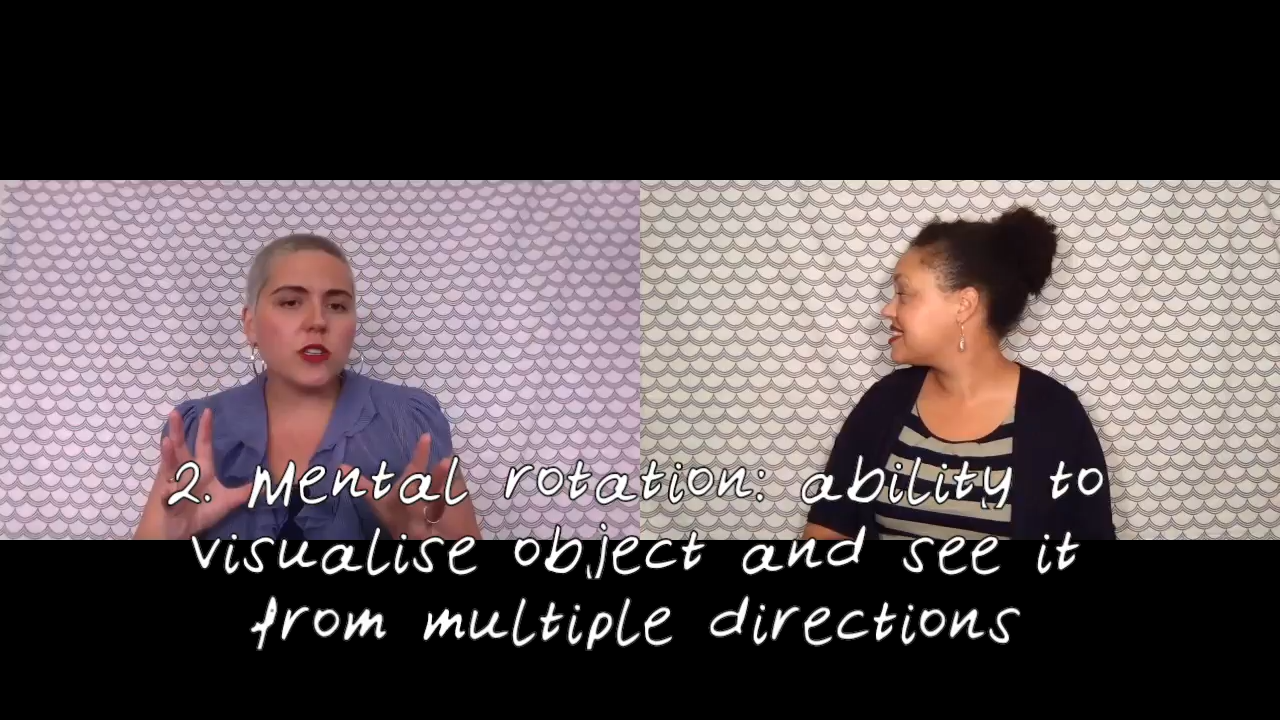 2. Mental rotation: ability to
visualise object and see it
from multiple directions